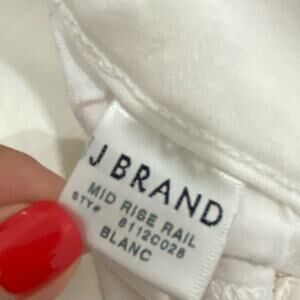 J BRAND
MID RISE RAIL
STY# 8112C028
BLANC